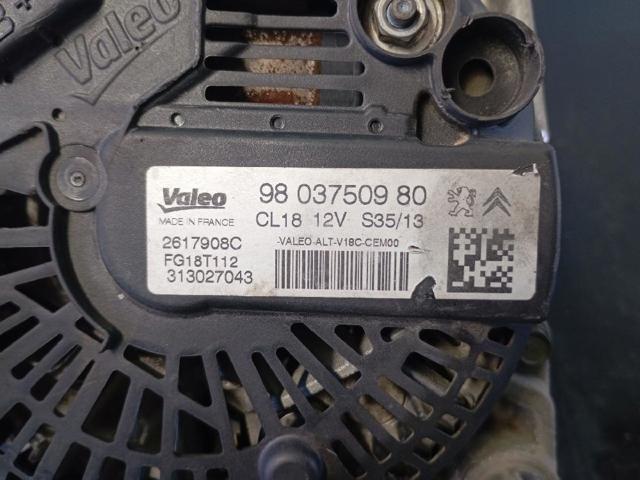 B+
Valeo
Valeo 98 037509 80
MADE IN FRANCE CL18 12V S35/13
2617908C -VALEO-ALT-V18C-CEM00
FG18T112
313027043